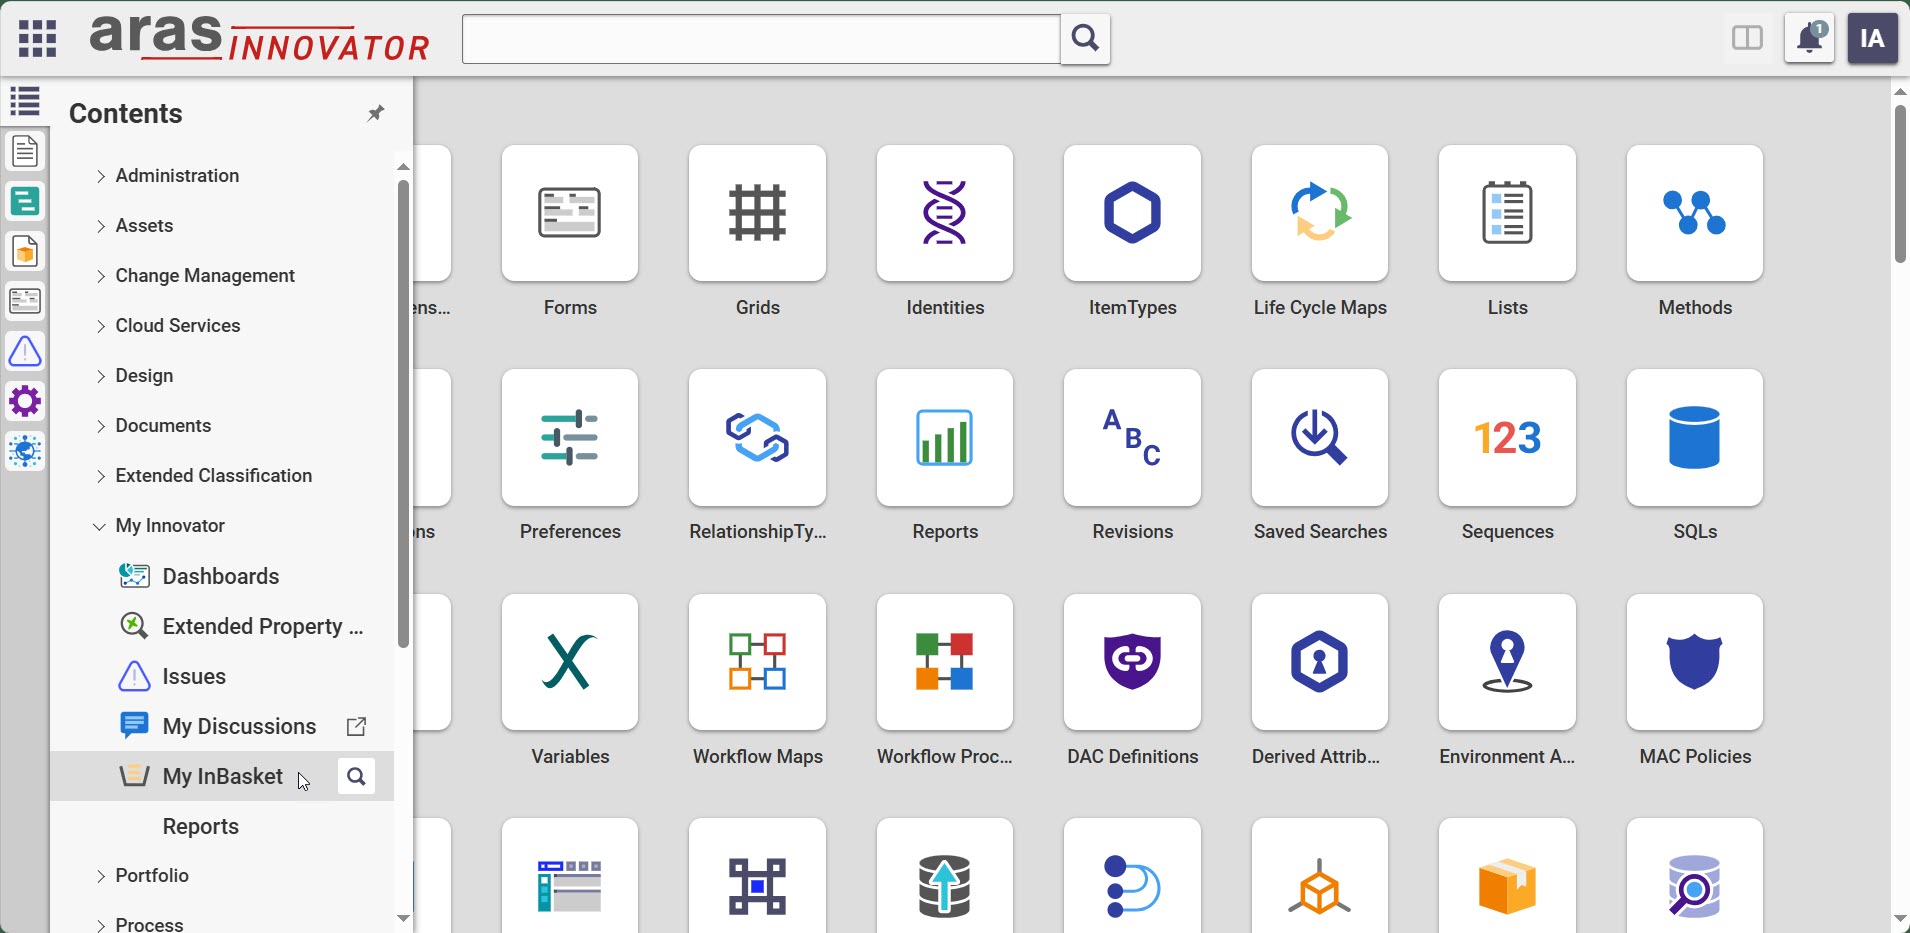 aras INNOVATOR
1
IA
Contents
Administration
Assets
Change Management
Cloud Services
Design
Documents
Extended Classification
My Innovator
Dashboards
Extended Property ...
Issues
My Discussions
My InBasket
Reports
Portfolio
Process
ens...
Forms
Grids
Identities
ItemTypes
Life Cycle Maps
Lists
Methods
ons
Preferences
RelationshipTy...
Reports
A B C
Revisions
Saved Searches
123
Sequences
SQLs
Variables
Workflow Maps
Workflow Proc...
DAC Definitions
Derived Attrib...
Environment A...
MAC Policies